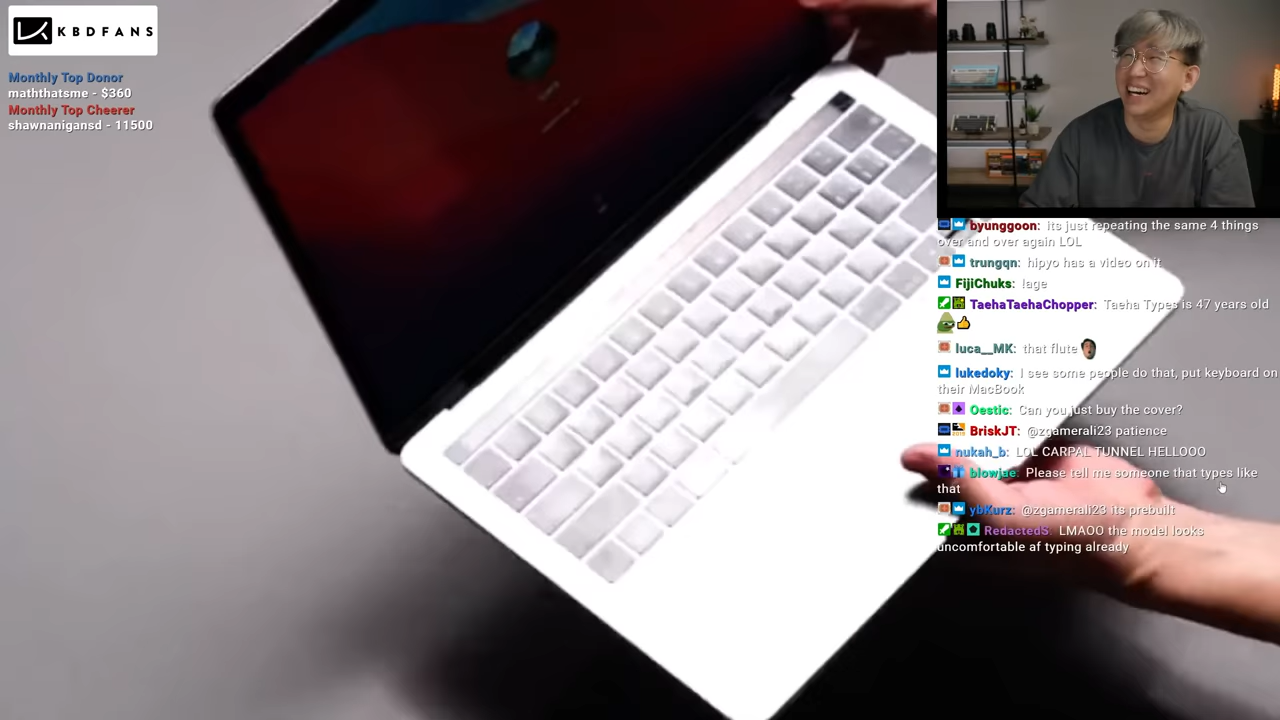 KBDFANS
Monthly Top Donor
maththatsme - $360
Monthly Top Cheerer
shawnanigansd - 11500
byunggoon: its just repeating the same 4 things
over and over again LOL
trungqn: hipyo has a video on it
FijiChuks: !age
TaehaTaehaChopper: Taeha Types is 47 years old
luca__MK: that flute
lukedoky: I see some people do that, put keyboard on
their MacBook
Oestic: Can you just buy the cover?
BriskJT: @zgamerali23 patience
nukah_b: LOL CARPAL TUNNEL HELLOOO
blowjae: Please tell me someone that types like
that
ybKurz: @zgamerali23 its prebuilt
RedactedS: LMAOO the model looks
uncomfortable af typing already